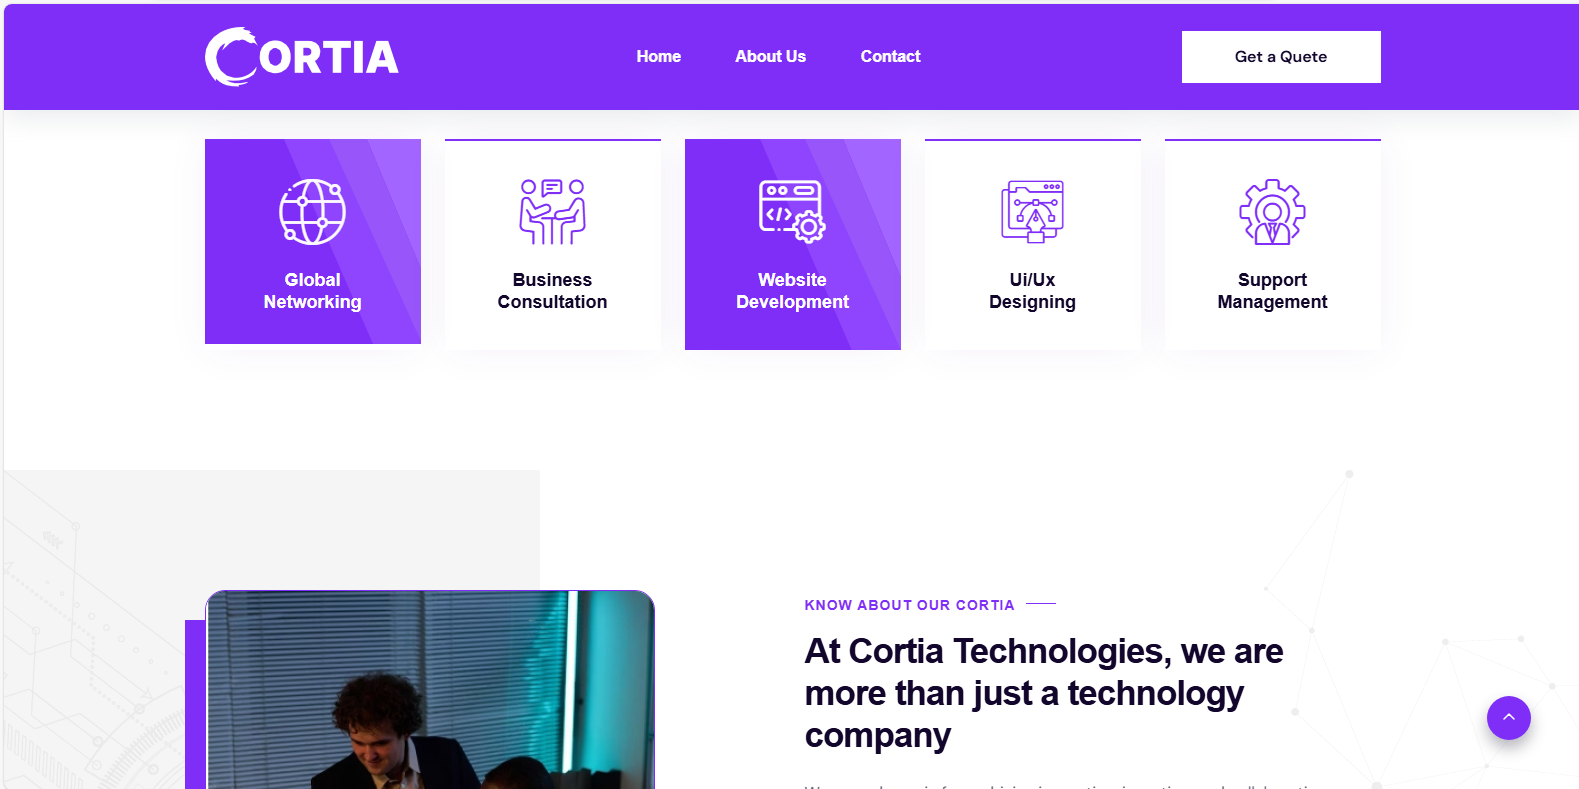 CORTIA
Home About Us Contact
Get a Quete
Global
Networking
Business
Consultation
Website
Development
Ui/Ux
Designing
Support
Management
KNOW ABOUT OUR CORTIA
At Cortia Technologies, we are
more than just a technology
company